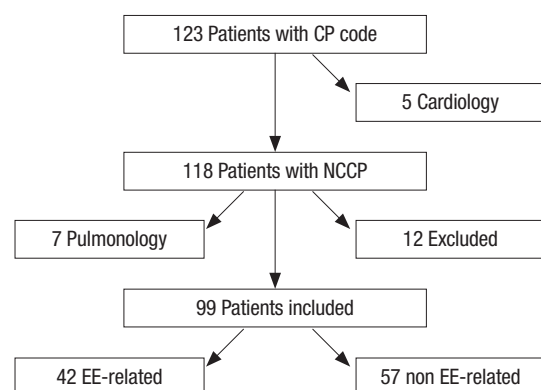 123 Patients with CP code
5 Cardiology
118 Patients with NCCP
7 Pulmonology
12 Excluded
99 Patients included
42 EE-related
57 non EE-related